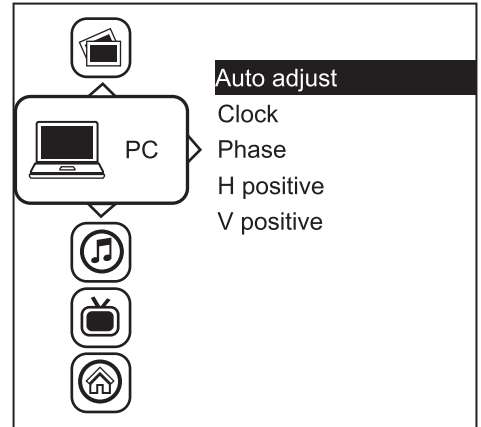 Auto adjust
Clock
PC
Phase
H positive
V positive